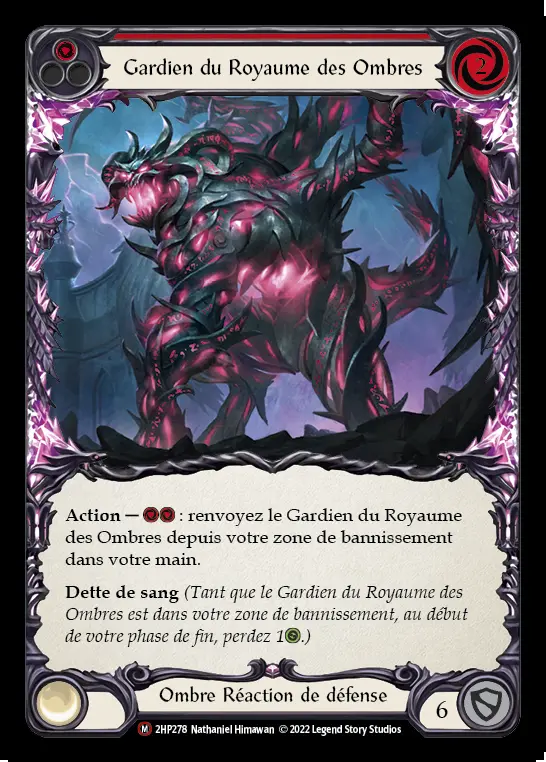 Gardien du Royaume des Ombres
2
Action — : renvoyez le Gardien du Royaume
des Ombres depuis votre zone de bannissement
dans votre main.
Dette de sang (Tant que le Gardien du Royaume des
Ombres est dans votre zone de bannissement, au début
de votre phase de fin, perdez 1.)
Ombre Réaction de défense
6
M 2HP278 Nathaniel Himawan © 2022 Legend Story Studios